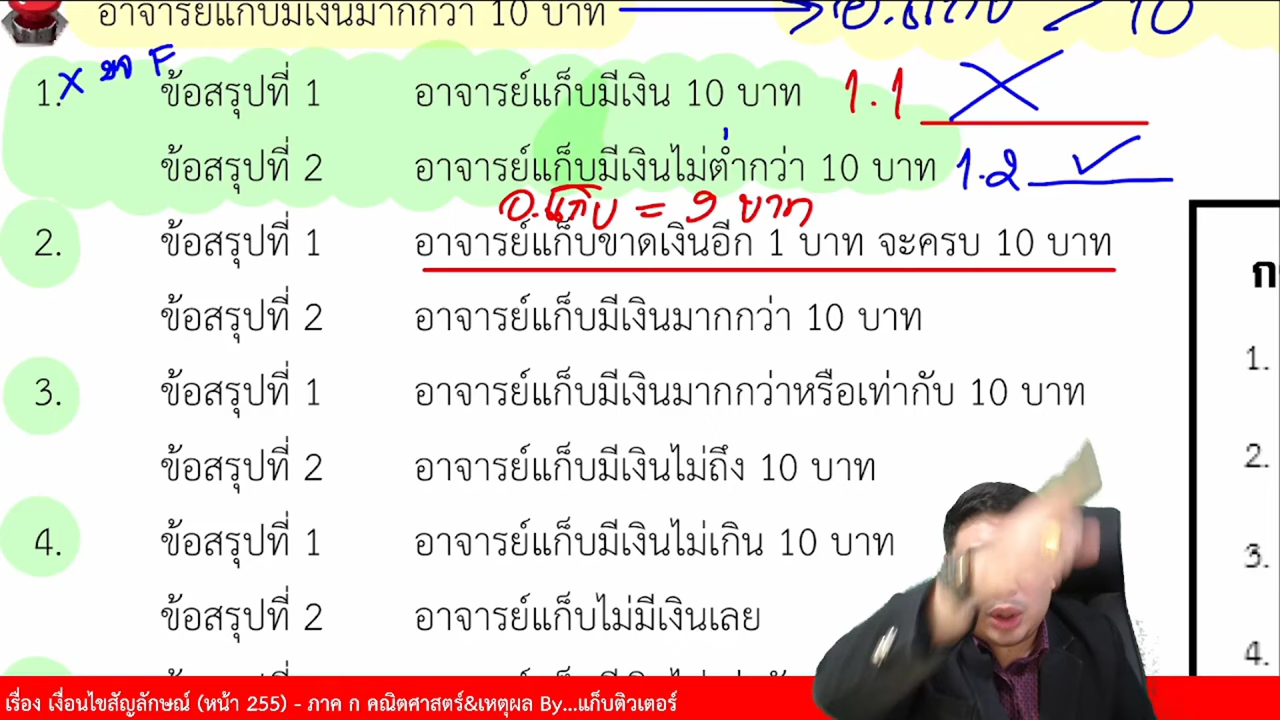 อาจารย์แก็บมีเงินมากกว่า 10 บาท อ.แก็บ > 10
1. X ของ F ข้อสรุปที่ 1 อาจารย์แก็บมีเงิน 10 บาท 1.1 X
ข้อสรุปที่ 2 อาจารย์แก็บมีเงินไม่ต่ำกว่า 10 บาท 1.2 ✓
อ.แก็บ = 9 บาท
2. ข้อสรุปที่ 1 อาจารย์แก็บขาดเงินอีก 1 บาท จะครบ 10 บาท
ข้อสรุปที่ 2 อาจารย์แก็บมีเงินมากกว่า 10 บาท
3. ข้อสรุปที่ 1 อาจารย์แก็บมีเงินมากกว่าหรือเท่ากับ 10 บาท
ข้อสรุปที่ 2 อาจารย์แก็บมีเงินไม่ถึง 10 บาท
4. ข้อสรุปที่ 1 อาจารย์แก็บมีเงินไม่เกิน 10 บาท
ข้อสรุปที่ 2 อาจารย์แก็บไม่มีเงินเลย
1.
2.
3.
4.
เรื่อง เงื่อนไขสัญลักษณ์ (หน้า 255) - ภาค ก คณิตศาสตร์&เหตุผล By...แก็บติวเตอร์